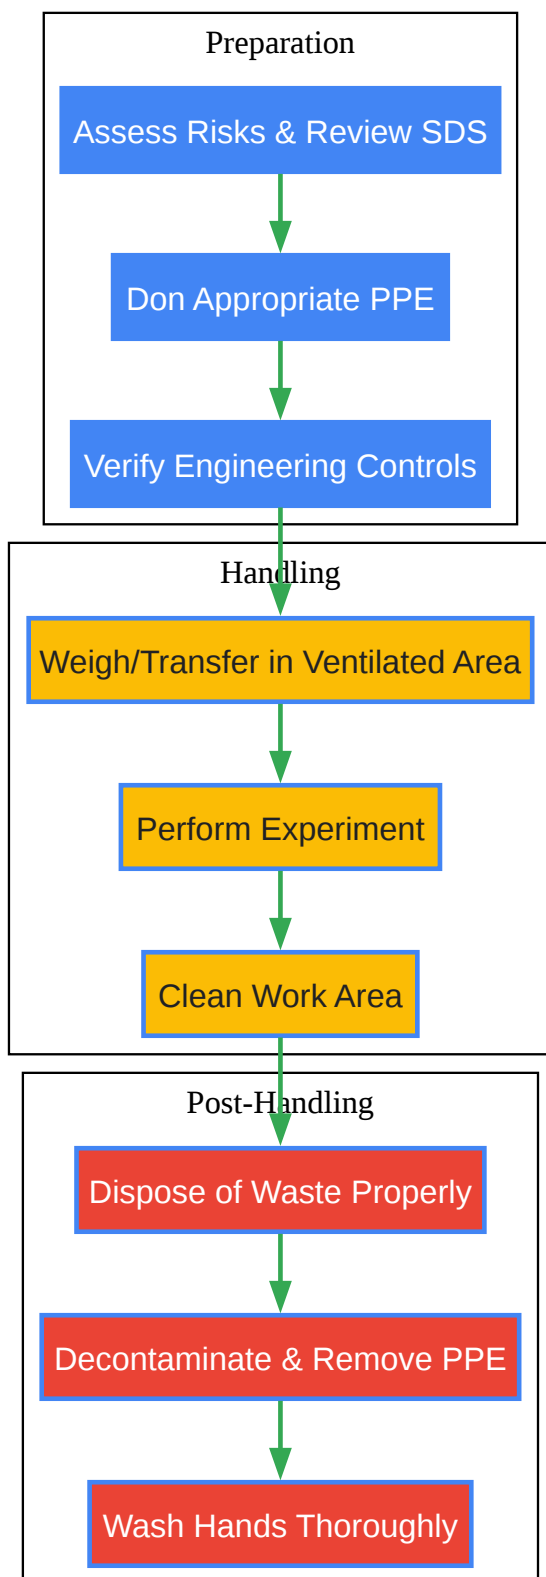 Preparation
Assess Risks & Review SDS
Don Appropriate PPE
Verify Engineering Controls
Handling
Weigh/Transfer in Ventilated Area
Perform Experiment
Clean Work Area
Post-Handling
Dispose of Waste Properly
Decontaminate & Remove PPE
Wash Hands Thoroughly